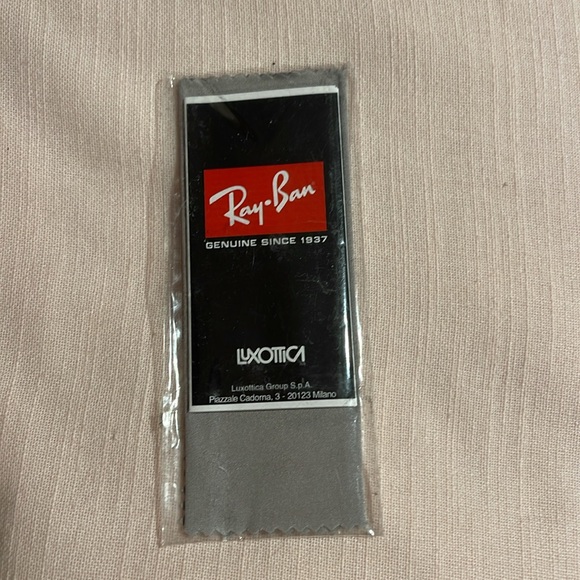 Ray-Ban
GENUINE SINCE 1937
LUXOTTICA
Luxottica Group S.p.A.
Piazzale Cadorna, 3 - 20123 Milano